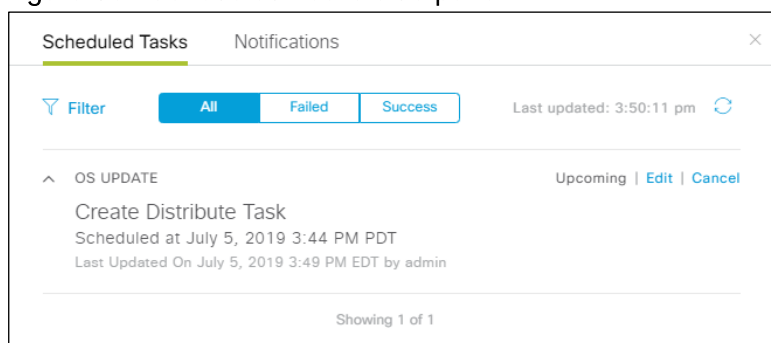 Scheduled Tasks Notifications
Filter All Failed Success Last updated: 3:50:11 pm
OS UPDATE Upcoming | Edit | Cancel
Create Distribute Task
Scheduled at July 5, 2019 3:44 PM PDT
Last Updated On July 5, 2019 3:49 PM EDT by admin
Showing 1 of 1